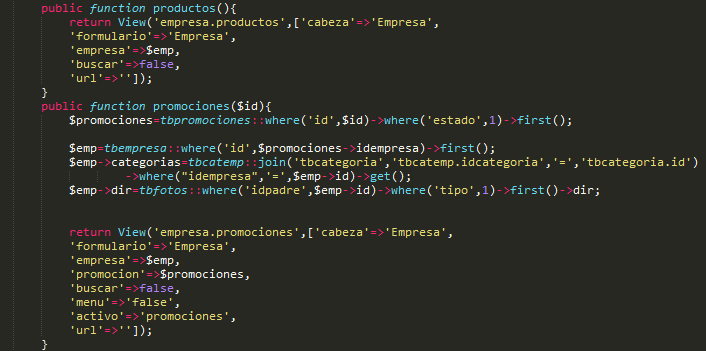 public function productos(){
return View('empresa.productos',['cabeza'=>'Empresa',
'formulario'=>'Empresa',
'empresa'=>$emp,
'buscar'=>false,
'url'=>'']);
}
public function promociones($id){
$promociones=tbpromociones::where('id',$id)->where('estado',1)->first();
$emp=tbempresa::where('id',$promociones->idempresa)->first();
$emp->categorias=tbcatemp::join('tbcategoria','tbcatemp.idcategoria','=','tbcategoria.id')
->where("idempresa",'=',$emp->id)->get();
$emp->dir=tbfotos::where('idpadre',$emp->id)->where('tipo',1)->first()->dir;
return View('empresa.promociones',['cabeza'=>'Empresa',
'formulario'=>'Empresa',
'empresa'=>$emp,
'promocion'=>$promociones,
'buscar'=>false,
'menu'=>'false',
'activo'=>'promociones',
'url'=>'']);
}